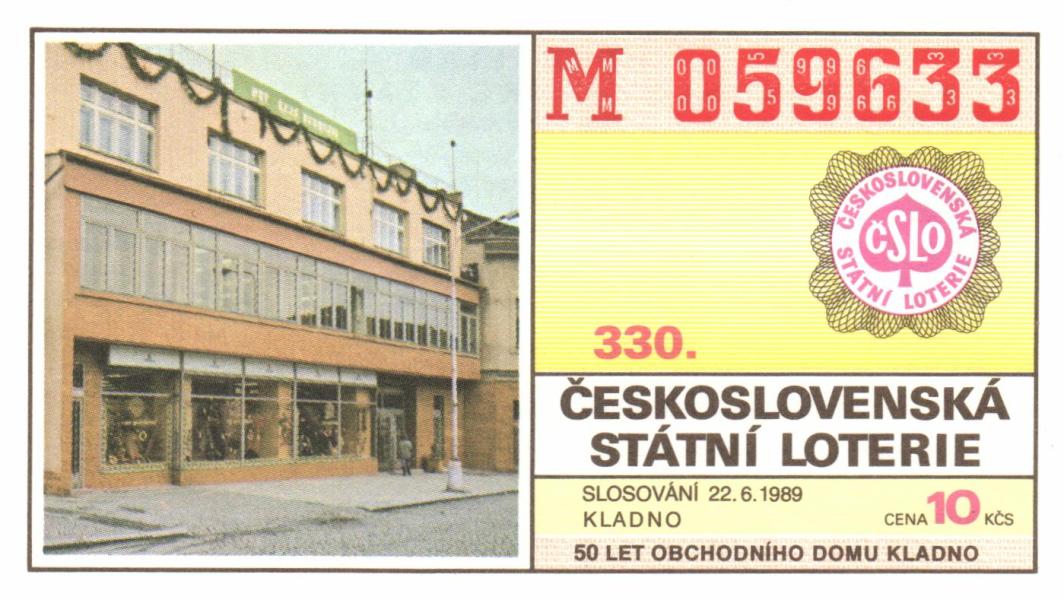 M 059633
ČESKOSLOVENSKÁ
ČSLO
STÁTNÍ LOTERIE
330.
ČESKOSLOVENSKÁ
STÁTNÍ LOTERIE
SLOSOVÁNÍ 22.6.1989
KLADNO
CENA 10 KČS
50 LET OBCHODNÍHO DOMU KLADNO